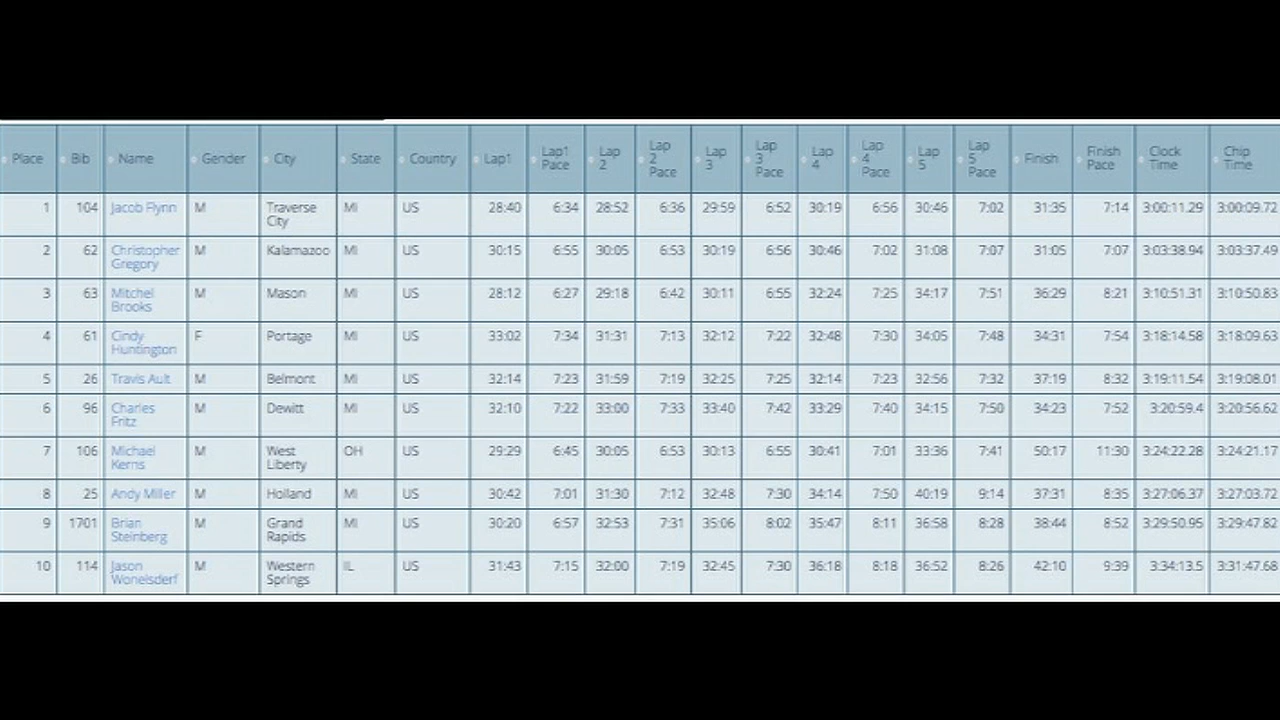 Place Bib Name Gender City State Country Lap1 Lap1 Pace Lap 2 Lap 2 Pace Lap 3 Lap 3 Pace Lap 4 Lap 4 Pace Lap 5 Lap 5 Pace Finish Finish Pace Clock Time Chip Time
1 104 Jacob Flynn M Traverse City MI US 28:40 6:34 28:52 6:36 29:59 6:52 30:19 6:56 30:46 7:02 31:35 7:14 3:00:11.29 3:00:09.72
2 62 Christopher Gregory M Kalamazoo MI US 30:15 6:55 30:05 6:53 30:19 6:56 30:46 7:02 31:08 7:07 31:05 7:07 3:03:38.94 3:03:37.49
3 63 Mitchel Brooks M Mason MI US 28:12 6:27 29:18 6:42 30:11 6:55 32:24 7:25 34:17 7:51 36:29 8:21 3:10:51.31 3:10:50.83
4 61 Cindy Huntington F Portage MI US 33:02 7:34 31:31 7:13 32:12 7:22 32:48 7:30 34:05 7:48 34:31 7:54 3:18:14.58 3:18:09.63
5 26 Travis Ault M Belmont MI US 32:14 7:23 31:59 7:19 32:25 7:25 32:14 7:23 32:56 7:32 37:19 8:32 3:19:11.54 3:19:08.01
6 96 Charles Fritz M Dewitt MI US 32:10 7:22 33:00 7:33 33:40 7:42 33:29 7:40 34:15 7:50 34:23 7:52 3:20:59.4 3:20:56.62
7 106 Michael Kerns M West Liberty OH US 29:29 6:45 30:05 6:53 30:13 6:55 30:41 7:01 33:36 7:41 50:17 11:30 3:24:22.28 3:24:21.17
8 25 Andy Miller M Holland MI US 30:42 7:01 31:30 7:12 32:48 7:30 34:14 7:50 40:19 9:14 37:31 8:35 3:27:06.37 3:27:03.72
9 1701 Brian Steinberg M Grand Rapids MI US 30:20 6:57 32:53 7:31 35:06 8:02 35:47 8:11 36:58 8:28 38:44 8:52 3:29:50.95 3:29:47.82
10 114 Jason Wonelsdorf M Western Springs IL US 31:43 7:15 32:00 7:19 32:45 7:30 36:18 8:18 36:52 8:26 42:10 9:39 3:34:13.5 3:31:47.68